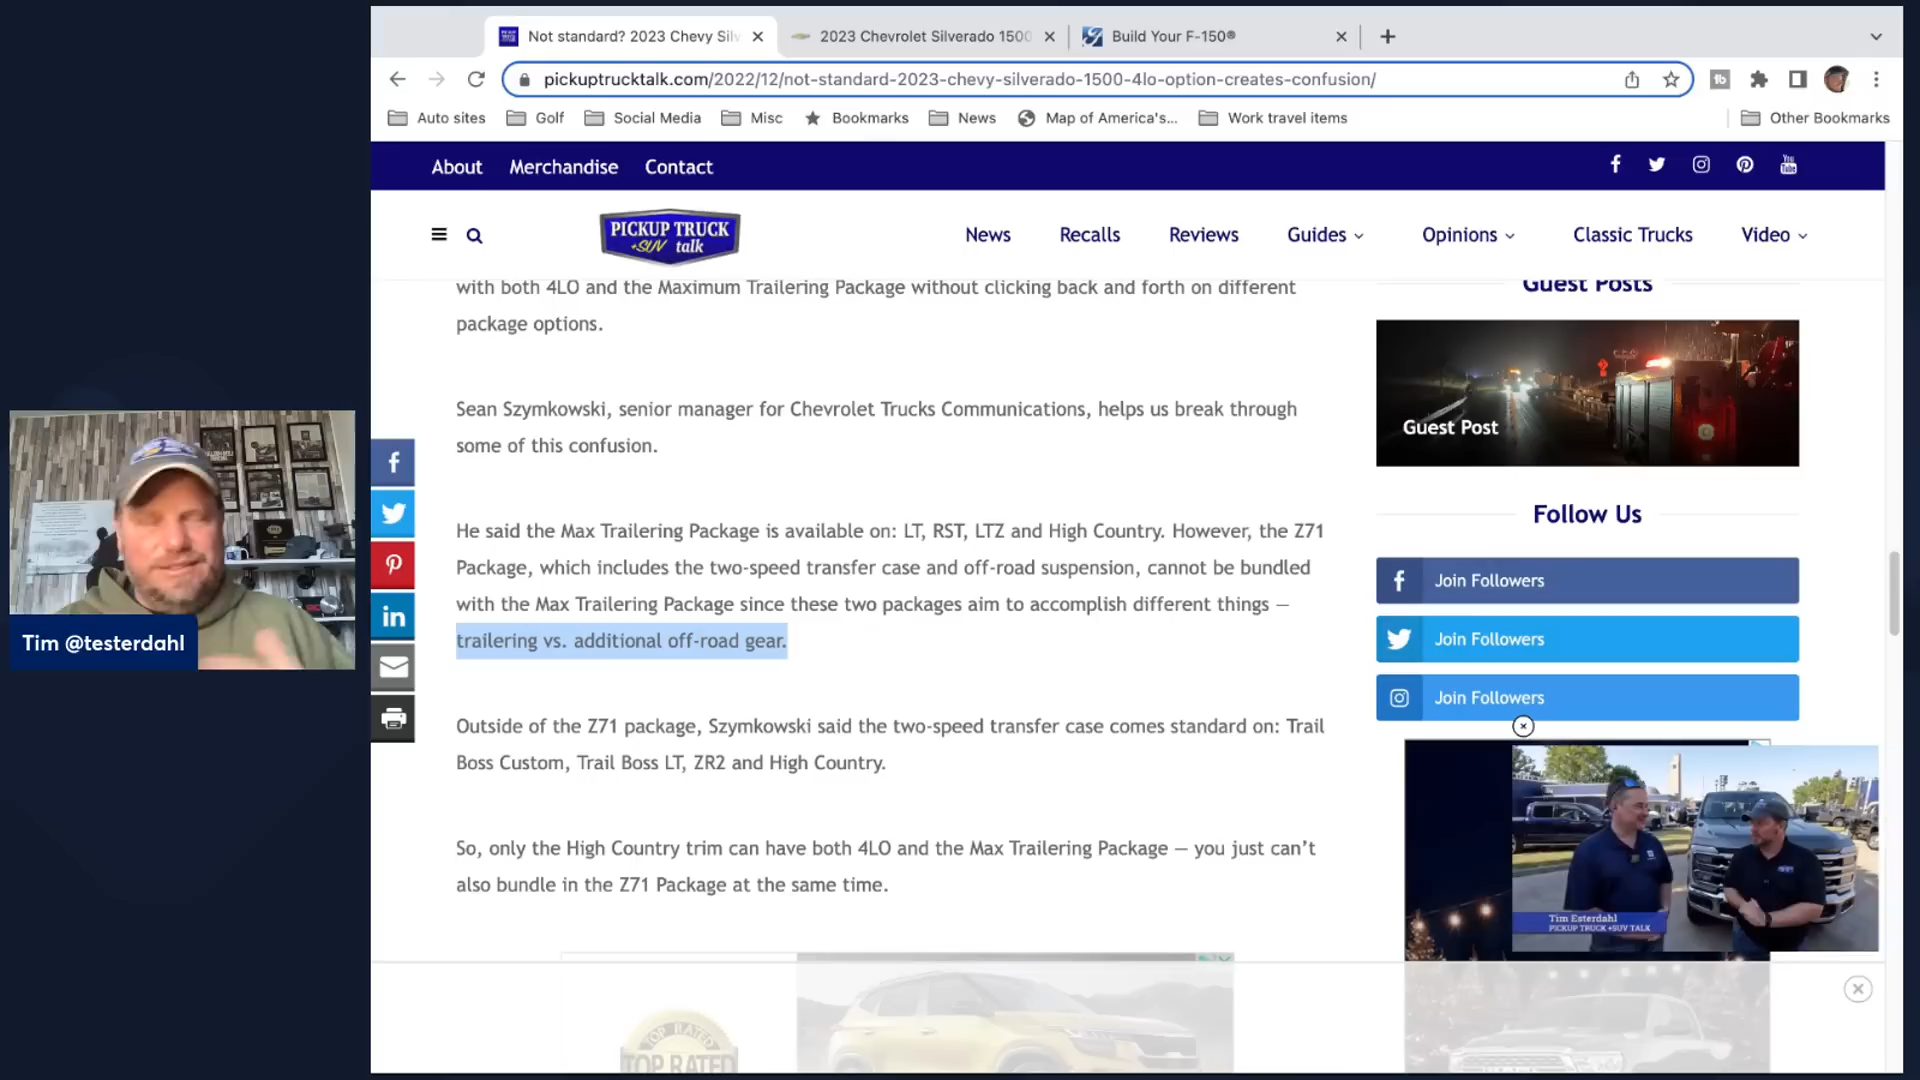 Not standard? 2023 Chevy Silv
2023 Chevrolet Silverado 1500
Build Your F-150®
pickuptrucktalk.com/2022/12/not-standard-2023-chevy-silverado-1500-4lo-option-creates-confusion/
Auto sites
Golf
Social Media
Misc
Bookmarks
News
Map of America's...
Work travel items
Other Bookmarks
About
Merchandise
Contact
PICKUP TRUCK
+SUV talk
News
Recalls
Reviews
Guides
Opinions
Classic Trucks
Video
with both 4LO and the Maximum Trailering Package without clicking back and forth on different
package options.
Sean Szymkowski, senior manager for Chevrolet Trucks Communications, helps us break through
some of this confusion.
He said the Max Trailering Package is available on: LT, RST, LTZ and High Country. However, the Z71
Package, which includes the two-speed transfer case and off-road suspension, cannot be bundled
with the Max Trailering Package since these two packages aim to accomplish different things —
trailering vs. additional off-road gear.
Outside of the Z71 package, Szymkowski said the two-speed transfer case comes standard on: Trail
Boss Custom, Trail Boss LT, ZR2 and High Country.
So, only the High Country trim can have both 4LO and the Max Trailering Package — you just can't
also bundle in the Z71 Package at the same time.
Guest Posts
Guest Post
Follow Us
Join Followers
Join Followers
Join Followers
Tim Esterdahl
PICKUP TRUCK +SUV TALK
TOP RATED
TOP RATED
Tim @testerdahl